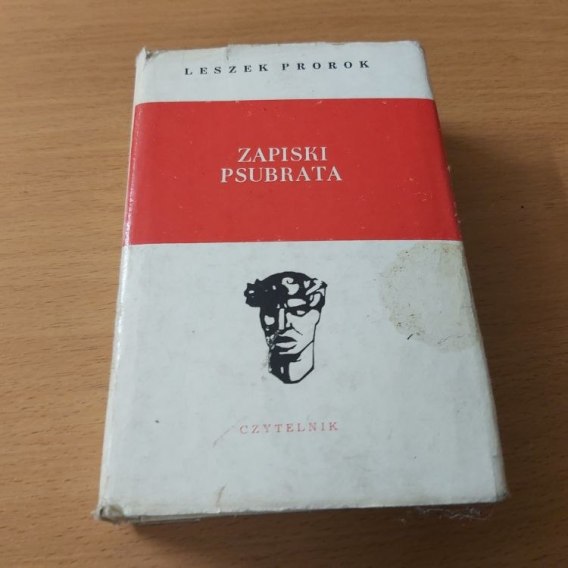 LESZEK PROROK
ZAPISKI
PSUBRATA
CZYTELNIK